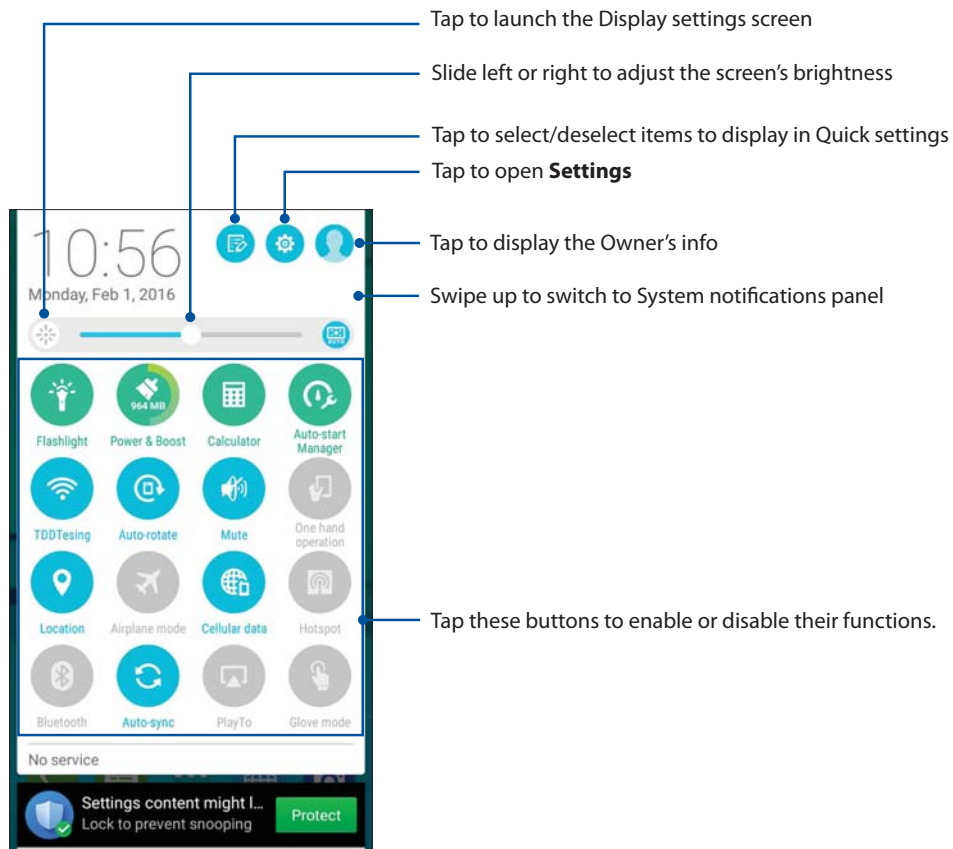 Tap to launch the Display settings screen
Slide left or right to adjust the screen's brightness
Tap to select/deselect items to display in Quick settings
Tap to open Settings
10:56
Monday, Feb 1, 2016
Tap to display the Owner's info
Swipe up to switch to System notifications panel
AUTO
964 MB
Flashlight Power & Boost Calculator Auto-start
Manager
TDDTesing Auto-rotate Mute One hand
operation
Location Airplane mode Cellular data Hotspot
Tap these buttons to enable or disable their functions.
Bluetooth Auto-sync PlayTo Glove mode
No service
Settings content might l...
Lock to prevent snooping
Protect